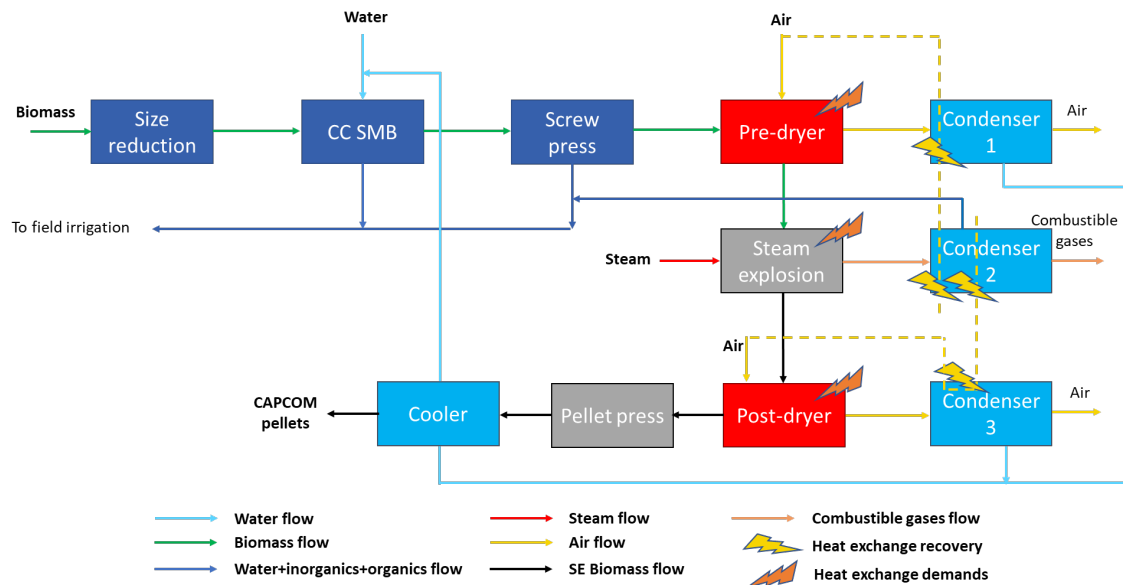 Water
Air
Biomass
Size
reduction
CC SMB
Screw
press
Pre-dryer
Condenser
1
Air
To field irrigation
Steam
Steam
explosion
Condenser
2
Combustible
gases
Air
CAPCOM
pellets
Cooler
Pellet press
Post-dryer
Condenser
3
Air
Water flow
Steam flow
Combustible gases flow
Biomass flow
Air flow
Heat exchange recovery
Water+inorganics+organics flow
SE Biomass flow
Heat exchange demands